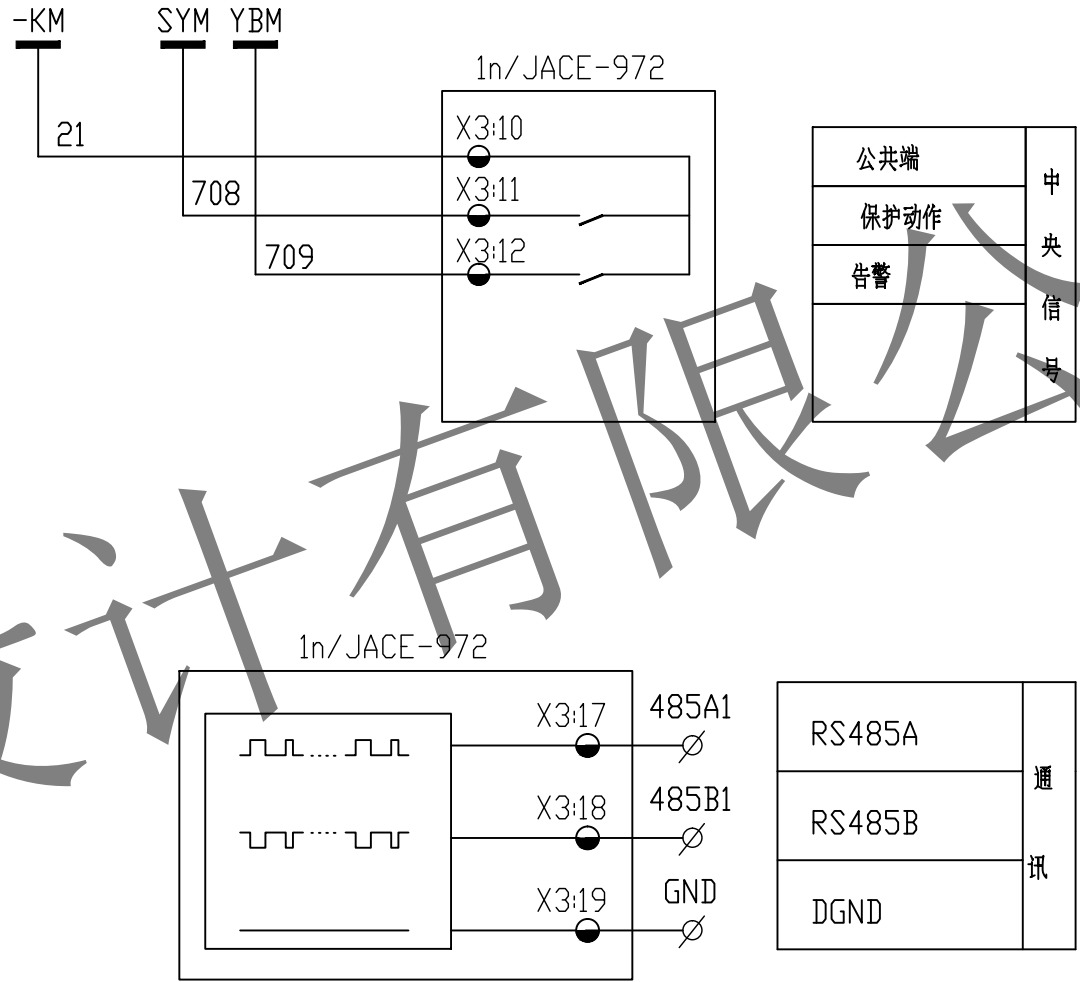 -KM SYM YBM
1n/JACE-972
21
X3:10
708
X3:11
709
X3:12
公共端
保护动作
告警
中央信号
计有限公
1n/JACE-972
X3:17
485A1
X3:18
485B1
X3:19
GND
RS485A
RS485B
DGND
通讯